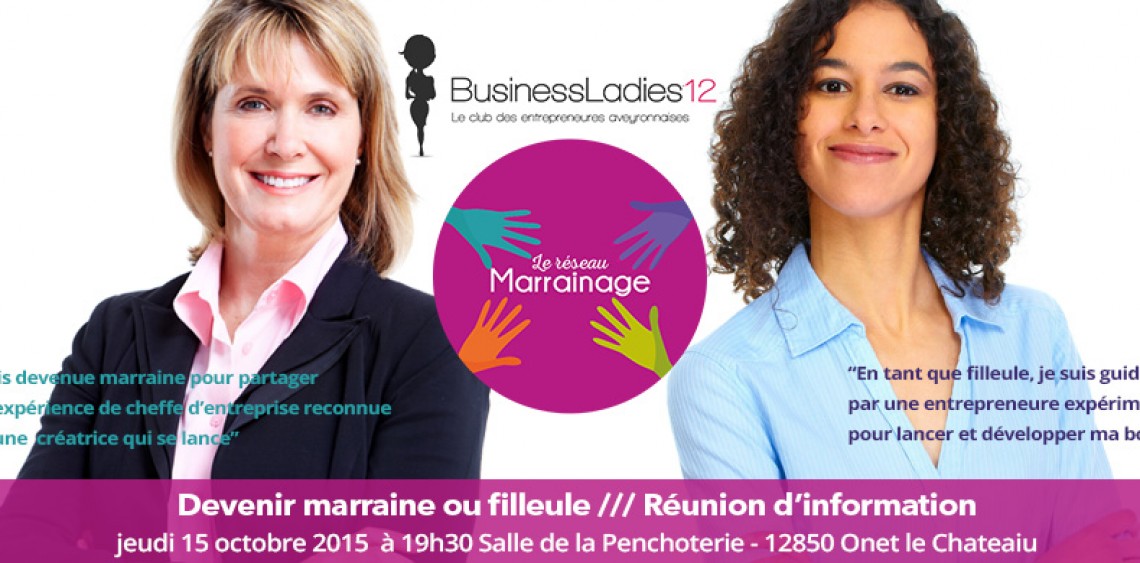 BusinessLadies12
Le club des entrepreneures aveyronnaises
Le réseau
Marrainage
is devenue marraine pour partager
expérience de cheffe d’entreprise reconnue
une créatrice qui se lance”
“En tant que filleule, je suis guid
par une entrepreneure expérim
pour lancer et développer ma bo
Devenir marraine ou filleule /// Réunion d’information
jeudi 15 octobre 2015 à 19h30 Salle de la Penchoterie - 12850 Onet le Chateaiu